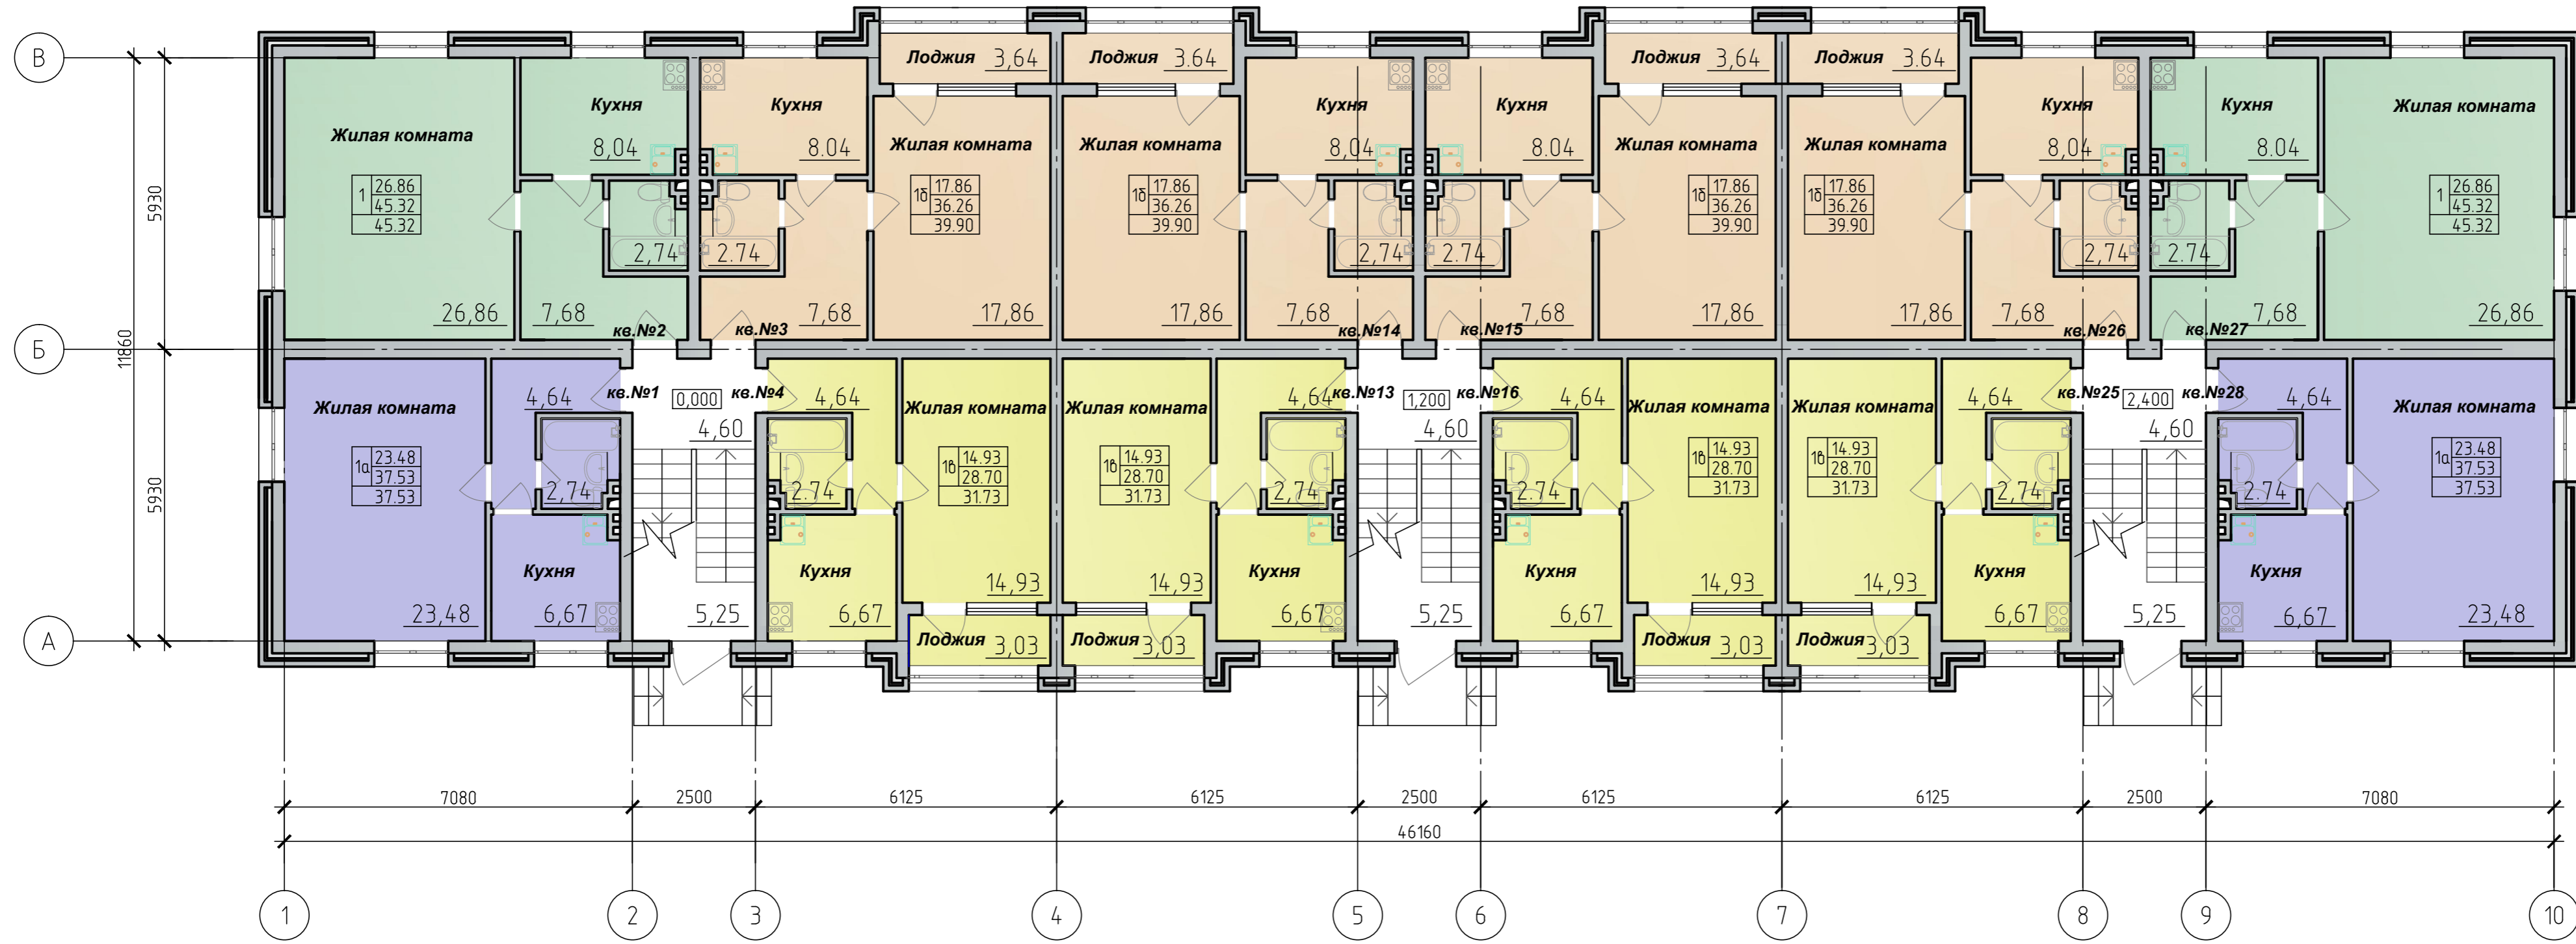 В
Лоджия 3,64
Лоджия 3.64
Лоджия 3,64
Лоджия 3.64
Жилая комната
Кухня
8,04
Кухня
8.04
Жилая комната
Жилая комната
Кухня
8,04
Кухня
8.04
Жилая комната
Жилая комната
Кухня
8,04
Кухня
8.04
Жилая комната
1 26.86
45.32
45.32
1б 17.86
36.26
39.90
1б 17.86
36.26
39.90
1б 17.86
36.26
39.90
1б 17.86
36.26
39.90
1 26.86
45.32
45.32
2,74
2.74
2,74
2.74
2,74
2.74
26,86
7,68
7,68
17,86
17,86
7,68
7,68
17,86
17,86
7,68
7,68
26,86
кв.№2
кв.№3
кв.№14
кв.№15
кв.№26
кв.№27
5930
11860
Б
кв.№1
0,000
кв.№4
кв.№13
1,200
кв.№16
кв.№25
2,400
кв.№28
Жилая комната
4,64
4,60
4,64
Жилая комната
Жилая комната
4,64
4,60
4,64
Жилая комната
Жилая комната
4,64
4,60
4,64
Жилая комната
1а 23.48
37.53
37.53
1в 14.93
28.70
31.73
1в 14.93
28.70
31.73
1в 14.93
28.70
31.73
1в 14.93
28.70
31.73
1а 23.48
37.53
37.53
2,74
2.74
2,74
2.74
2,74
2.74
5930
Кухня
Кухня
Кухня
Кухня
Кухня
Кухня
14,93
14,93
14,93
14,93
23,48
6,67
5,25
6,67
6,67
5,25
6,67
6,67
5,25
6,67
23,48
А
Лоджия 3,03
Лоджия 3,03
Лоджия 3,03
Лоджия 3,03
7080
2500
6125
6125
2500
6125
6125
2500
7080
46160
1
2
3
4
5
6
7
8
9
10